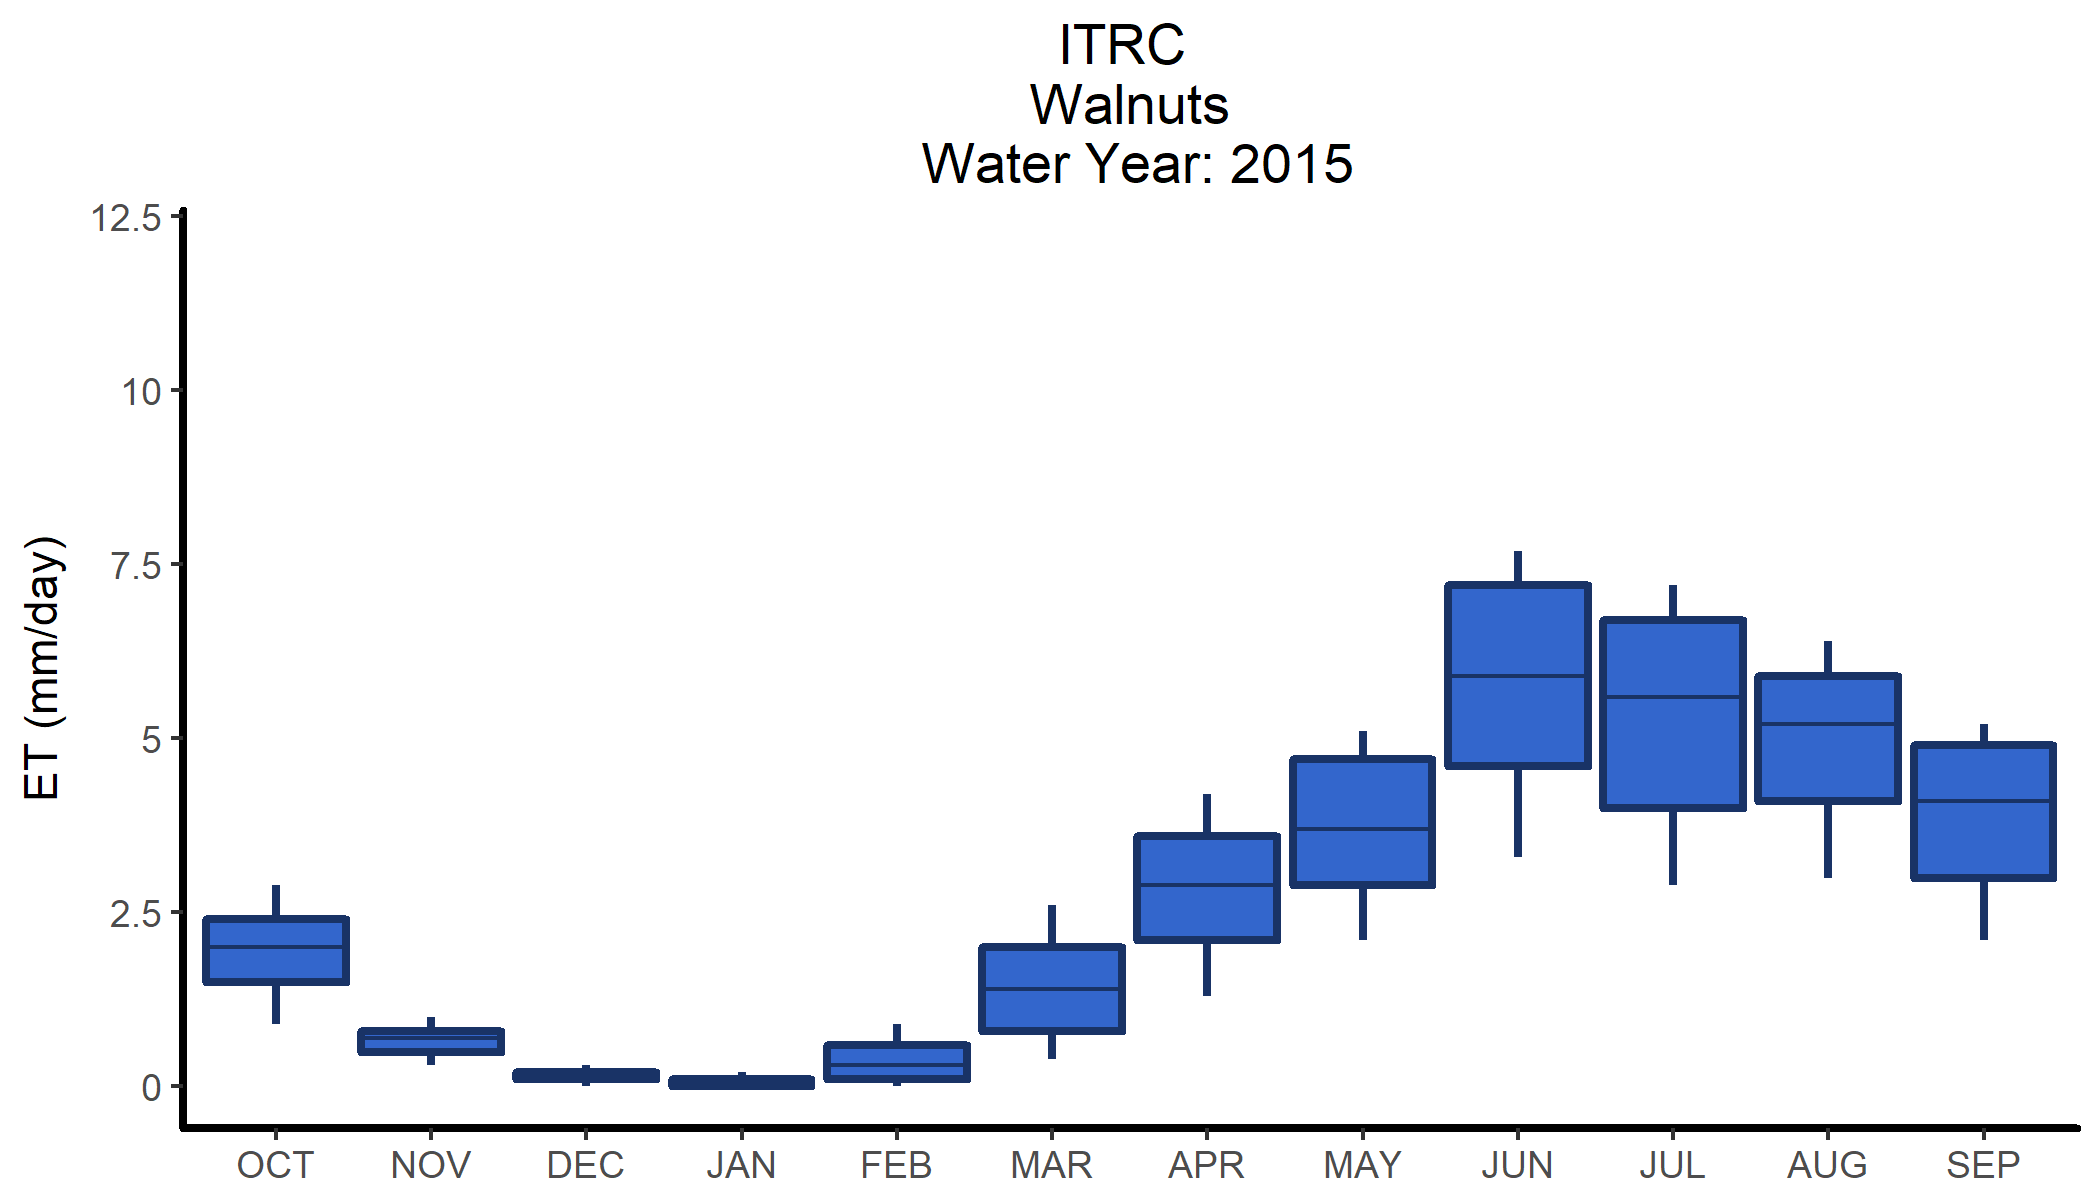 ITRC
Walnuts
Water Year: 2015
12.5
10
7.5
5
2.5
0
ET (mm/day)
OCT NOV DEC JAN FEB MAR APR MAY JUN JUL AUG SEP